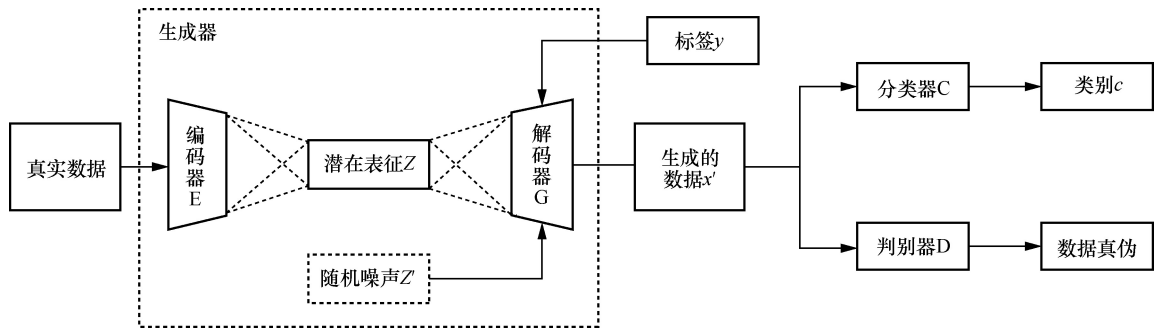 生成器
标签y
分类器C
类别c
真实数据
编
码
器
E
潜在表征Z
解
码
器
G
生成的
数据x′
随机噪声Z′
判别器D
数据真伪